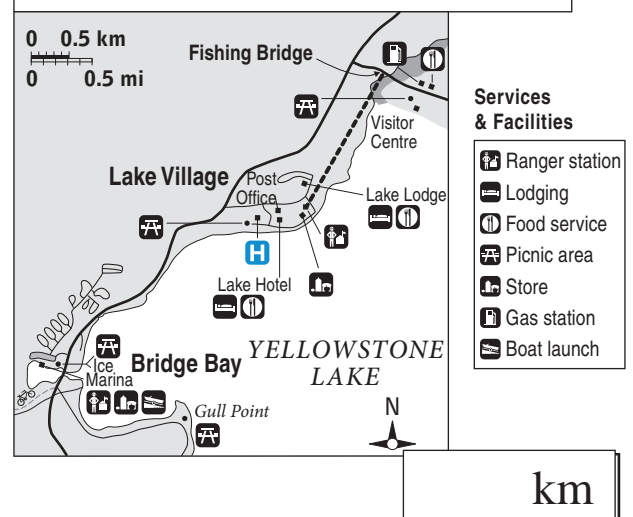 0 0.5 km
0 0.5 mi
Fishing Bridge
Visitor
Centre
Lake Village
Post
Office
Lake Lodge
H
Lake Hotel
YELLOWSTONE
LAKE
Bridge Bay
Ice
Marina
Gull Point
N
Services
& Facilities
Ranger station
Lodging
Food service
Picnic area
Store
Gas station
Boat launch
km